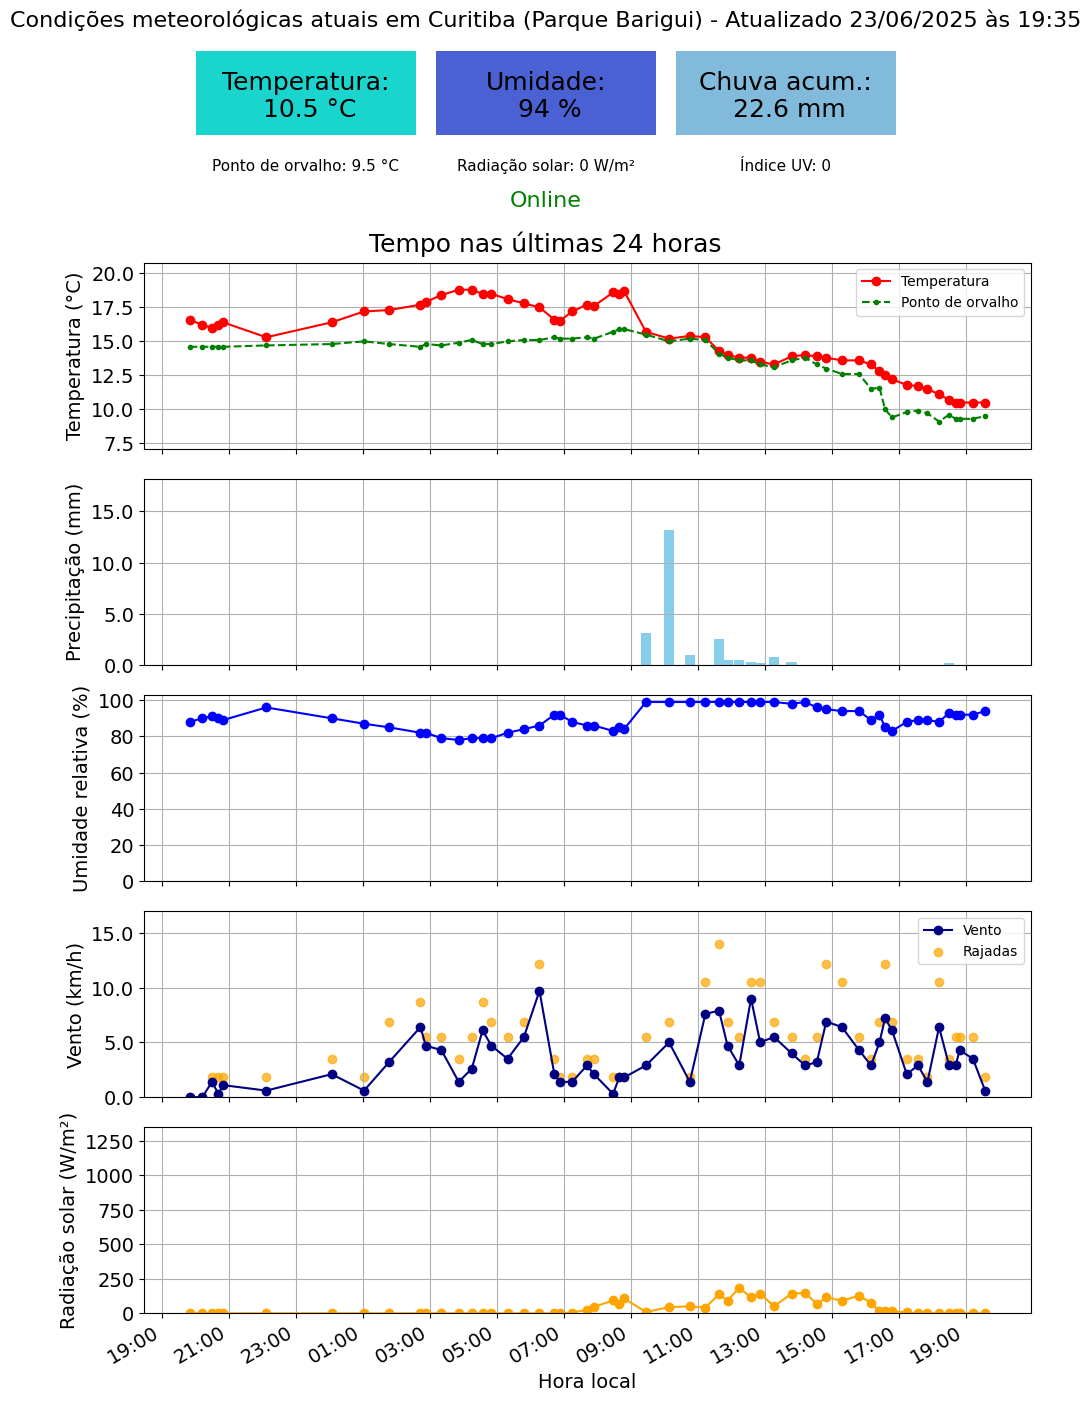 Condições meteorológicas atuais em Curitiba (Parque Barigui) - Atualizado 23/06/2025 às 19:35
Temperatura:
10.5 °C
Umidade:
94 %
Chuva acum.:
22.6 mm
Ponto de orvalho: 9.5 °C
Radiação solar: 0 W/m²
Índice UV: 0
Online
Tempo nas últimas 24 horas
Temperatura (°C)
20.0
17.5
15.0
12.5
10.0
7.5
Temperatura
Ponto de orvalho
Precipitação (mm)
15.0
10.0
5.0
0.0
Umidade relativa (%)
100
80
60
40
20
0
Vento (km/h)
15.0
10.0
5.0
0.0
Vento
Rajadas
Radiação solar (W/m²)
1250
1000
750
500
250
0
19:00
21:00
23:00
01:00
03:00
05:00
07:00
09:00
11:00
13:00
15:00
17:00
19:00
Hora local